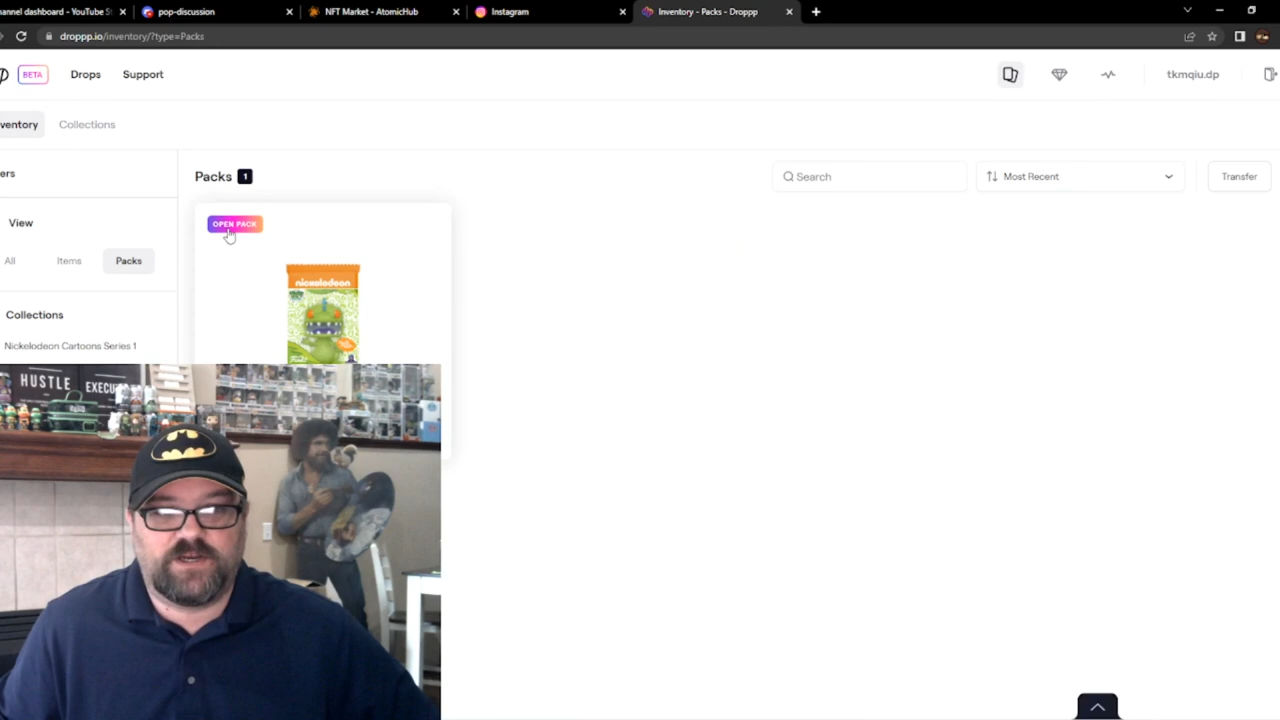 hannel dashboard - YouTube S
pop-discussion
NFT Market - AtomicHub
Instagram
Inventory - Packs - Droppp
droppp.io/inventory/?type=Packs
BETA
Drops
Support
tkmqiu.dp
ventory
Collections
ers
Packs 1
Search
Most Recent
Transfer
View
OPEN PACK
All
Items
Packs
nickelodeon
Collections
Nickelodeon Cartoons Series 1
HUSTLE
EXECU